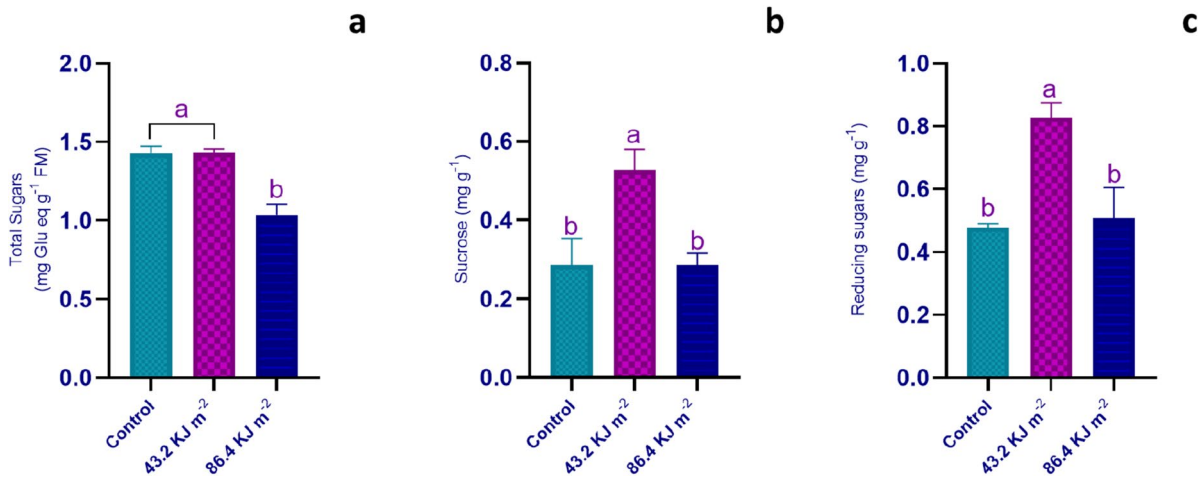 a
Total Sugars
(mg Glu eq g⁻¹ FM)
2.0
1.5
1.0
0.5
0.0
a
b
Control
43.2 KJ m⁻²
86.4 KJ m⁻²
b
Sucrose (mg g⁻¹)
0.8
0.6
0.4
0.2
0.0
b
a
b
Control
43.2 KJ m⁻²
86.4 KJ m⁻²
c
Reducing sugars (mg g⁻¹)
1.0
0.8
0.6
0.4
0.2
0.0
b
a
b
Control
43.2 KJ m⁻²
86.4 KJ m⁻²